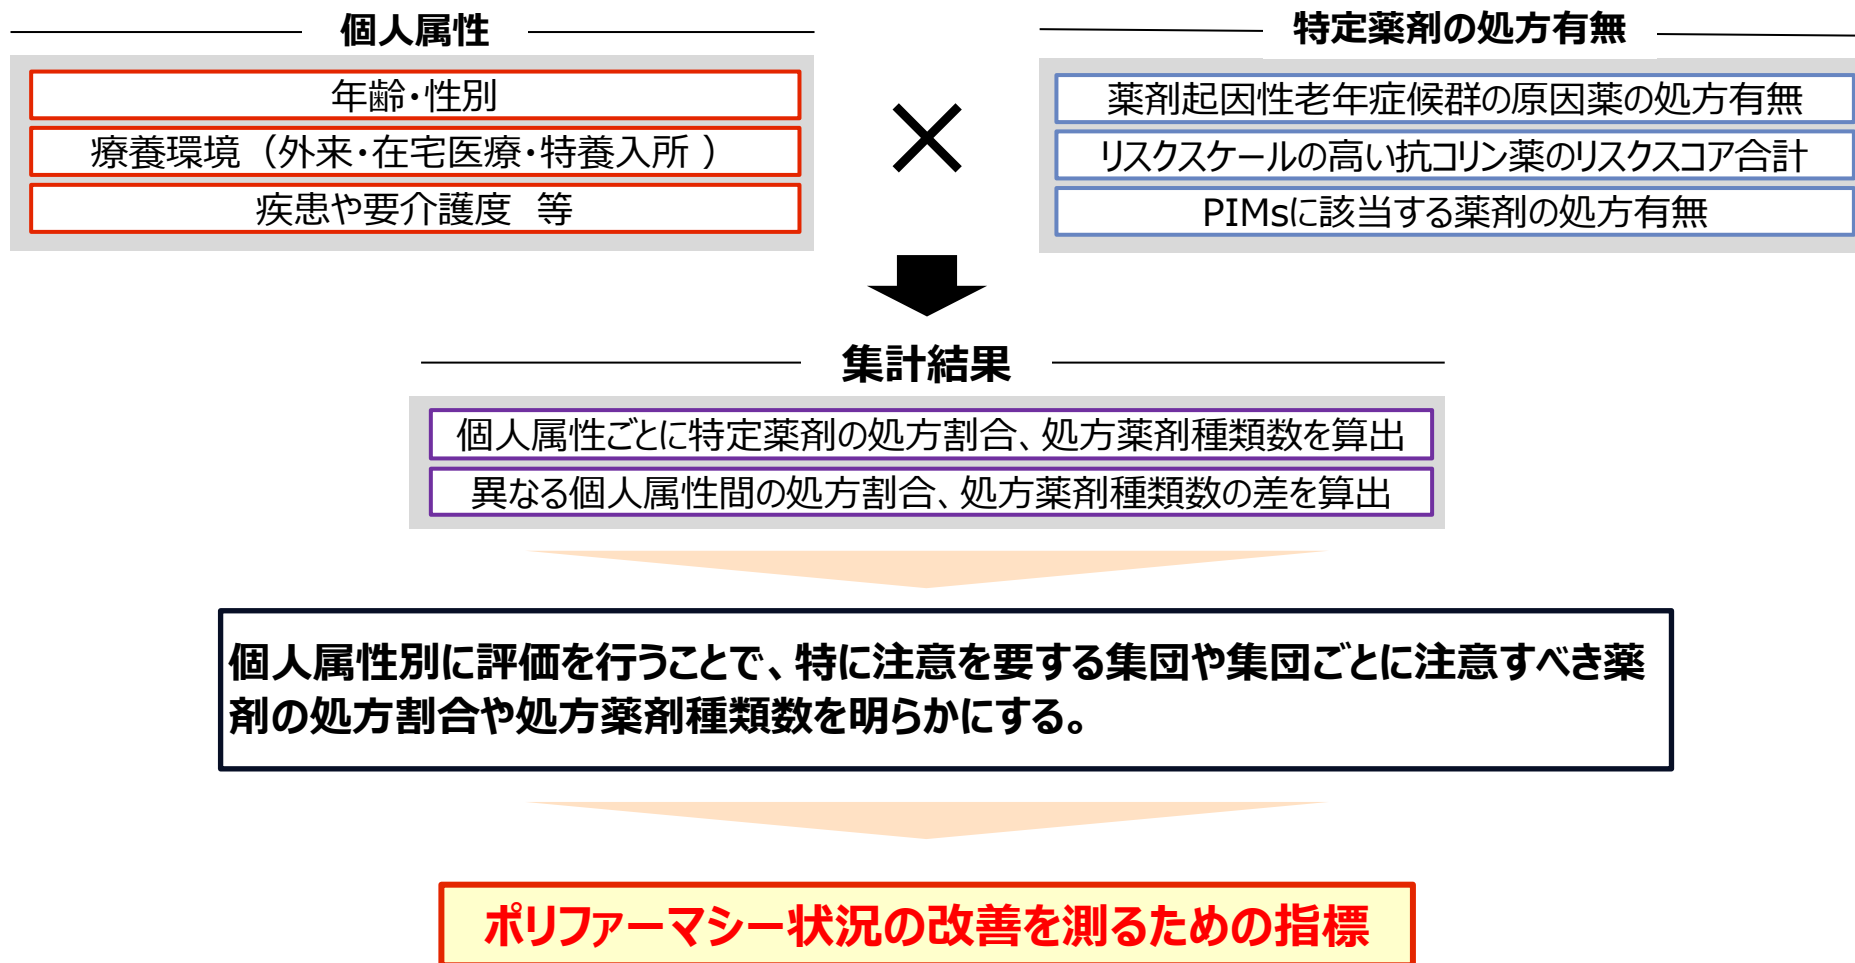 個人属性
年齢・性別
療養環境（外来・在宅医療・特養入所 ）
疾患や要介護度 等
特定薬剤の処方有無
薬剤起因性老年症候群の原因薬の処方有無
リスクスケールの高い抗コリン薬のリスクスコア合計
PIMsに該当する薬剤の処方有無
集計結果
個人属性ごとに特定薬剤の処方割合、処方薬剤種類数を算出
異なる個人属性間の処方割合、処方薬剤種類数の差を算出
個人属性別に評価を行うことで、特に注意を要する集団や集団ごとに注意すべき薬
剤の処方割合や処方薬剤種類数を明らかにする。
ポリファーマシー状況の改善を測るための指標